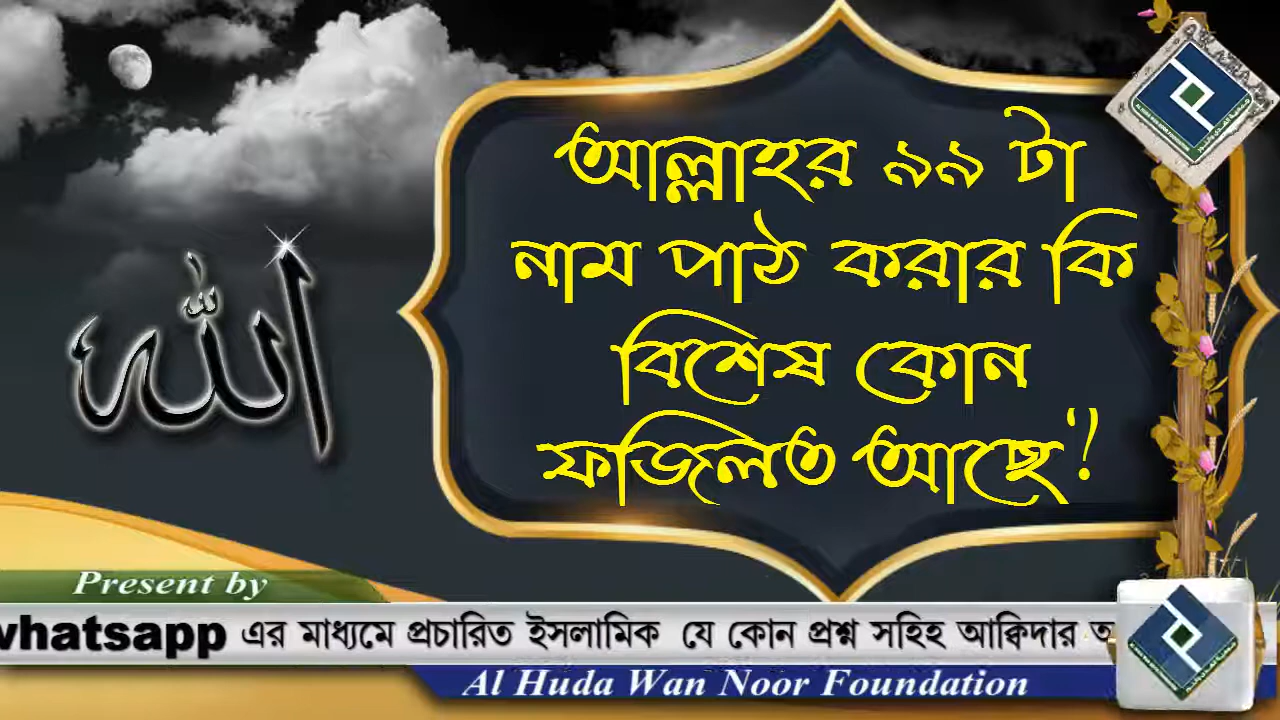 আল্লাহর ৯৯ টা
নাম পাঠ করার কি
বিশেষ কোন
ফজিলত আছে?
الله
Present by
whatsapp এর মাধ্যমে প্রচারিত ইসলামিক যে কোন প্রশ্ন সহিহ আক্বিদার
Al Huda Wan Noor Foundation